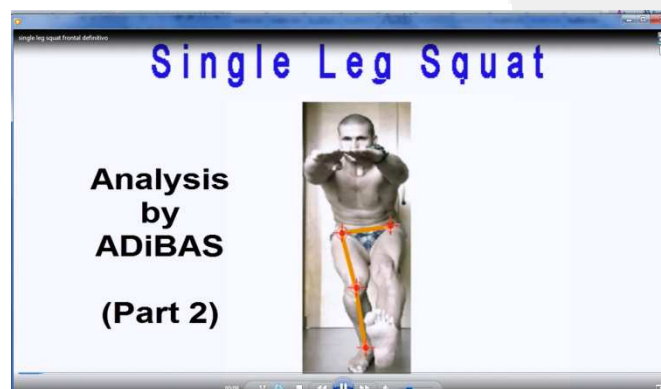 single leg squat frontal definitivo
Single Leg Squat
Analysis
by
ADiBAS
(Part 2)